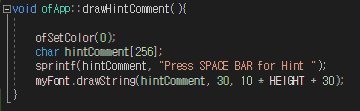 void ofApp::drawHintComment(){
ofSetColor(0);
char hintComment[256];
sprintf(hintComment, "Press SPACE BAR for Hint ");
myFont.drawString(hintComment, 30, 10 * HEIGHT + 30);
}